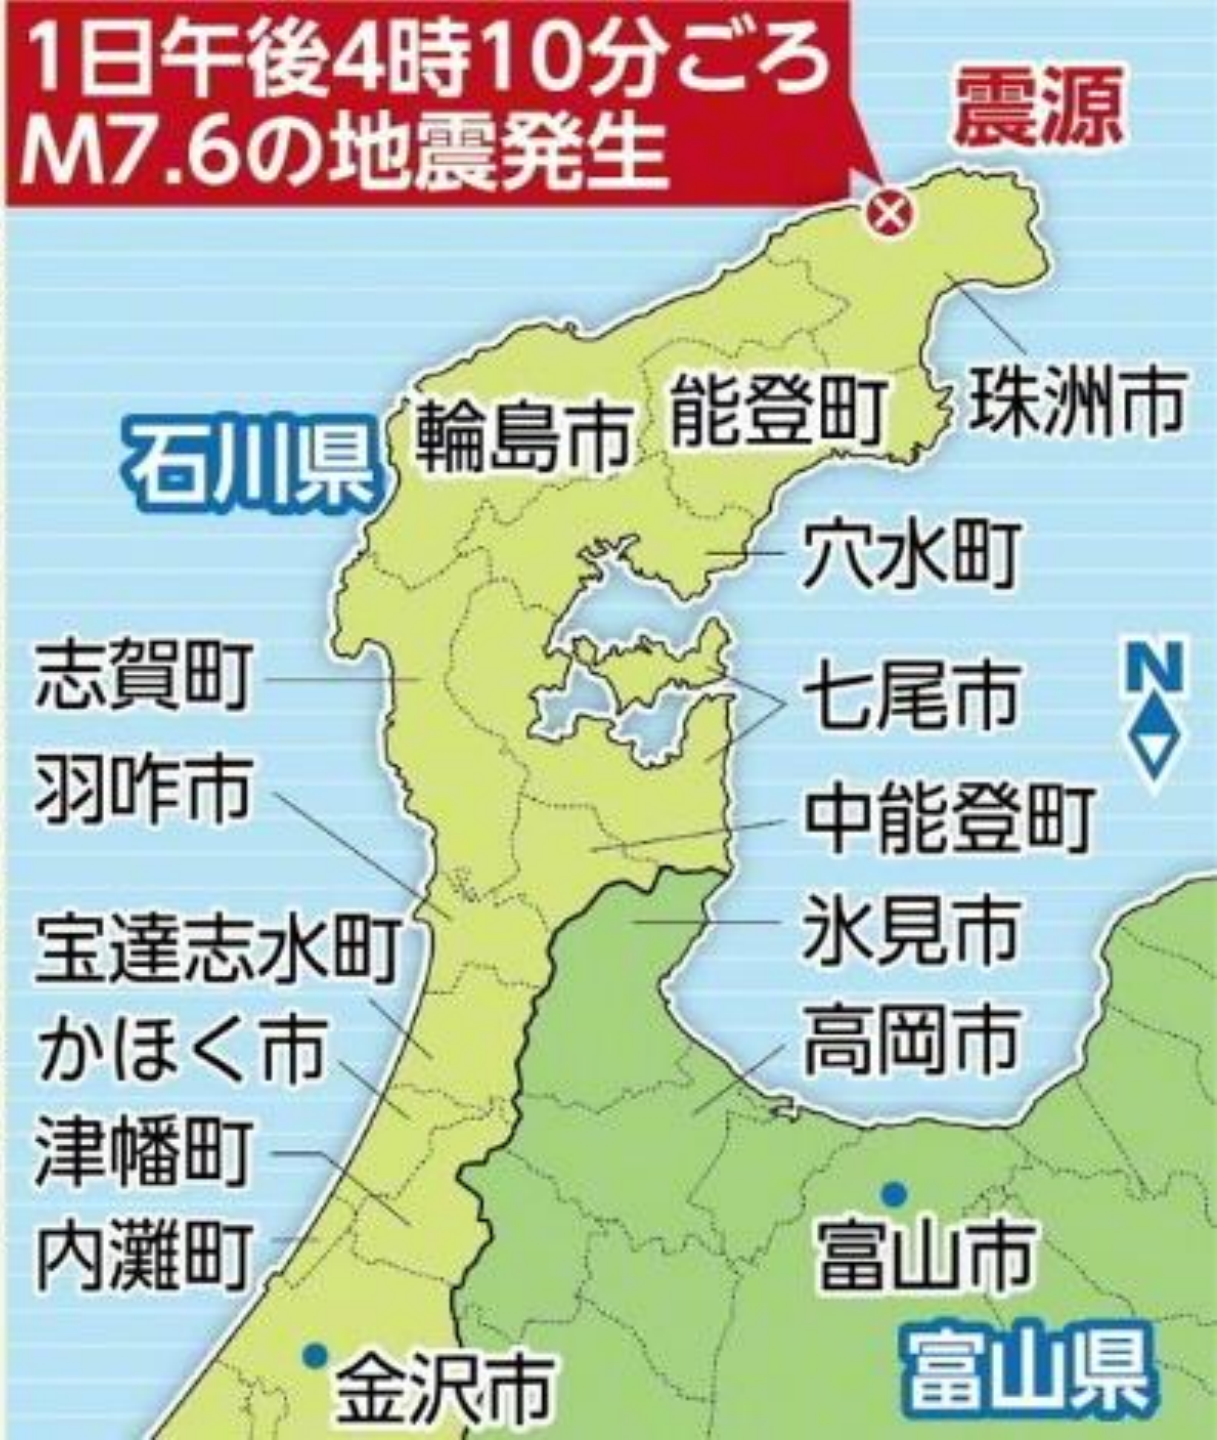 1日午後4時10分ごろ
M7.6の地震発生
震源
石川県
輪島市
能登町
珠洲市
穴水町
志賀町
七尾市
N
羽咋市
中能登町
宝達志水町
氷見市
かほく市
高岡市
津幡町
内灘町
富山市
富山県
金沢市